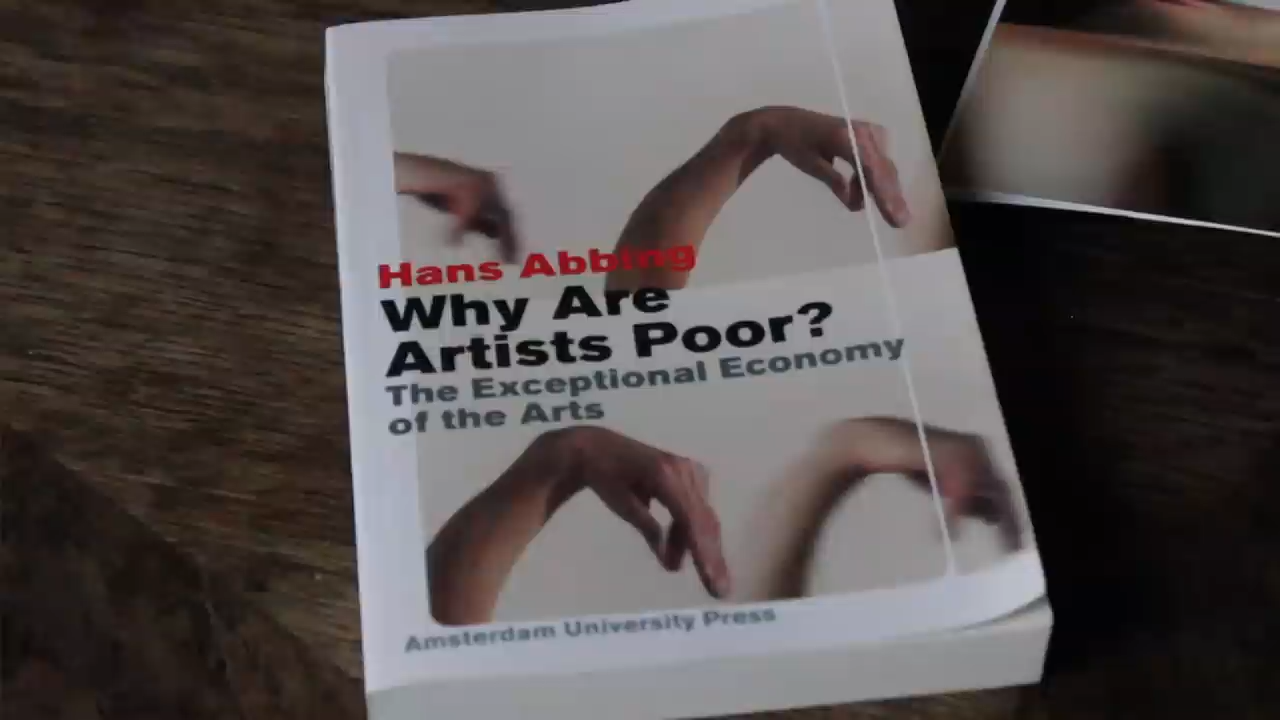 Hans Abbing
Why Are
Artists Poor?
The Exceptional Economy
of the Arts
Amsterdam University Press